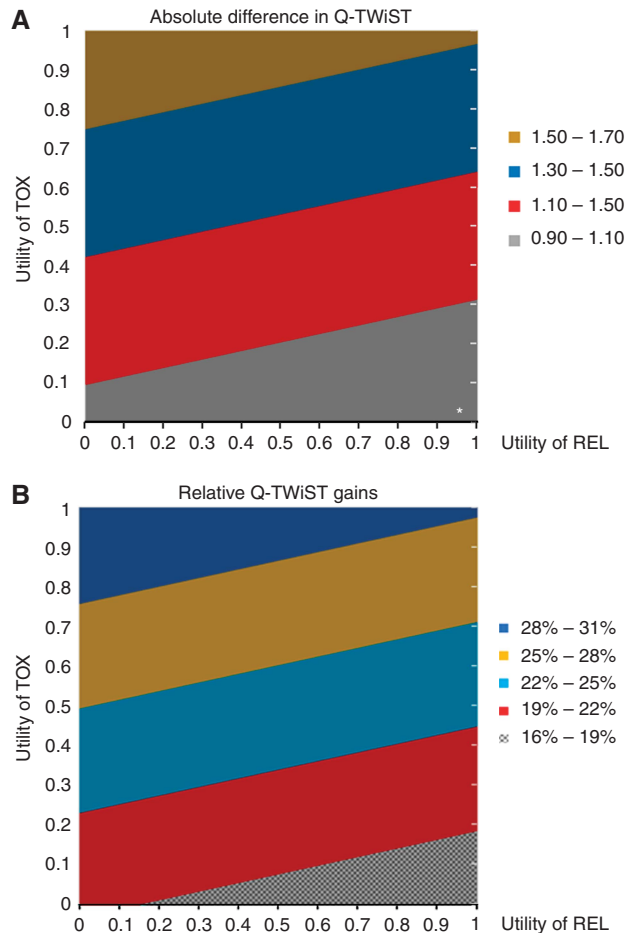 A
Absolute difference in Q-TWiST
Utility of TOX
1
0.9
0.8
0.7
0.6
0.5
0.4
0.3
0.2
0.1
0
*
0 0.1 0.2 0.3 0.4 0.5 0.6 0.7 0.8 0.9 1
Utility of REL
1.50 – 1.70
1.30 – 1.50
1.10 – 1.50
0.90 – 1.10
B
Relative Q-TWiST gains
Utility of TOX
1
0.9
0.8
0.7
0.6
0.5
0.4
0.3
0.2
0.1
0
0 0.1 0.2 0.3 0.4 0.5 0.6 0.7 0.8 0.9 1
Utility of REL
28% – 31%
25% – 28%
22% – 25%
19% – 22%
16% – 19%